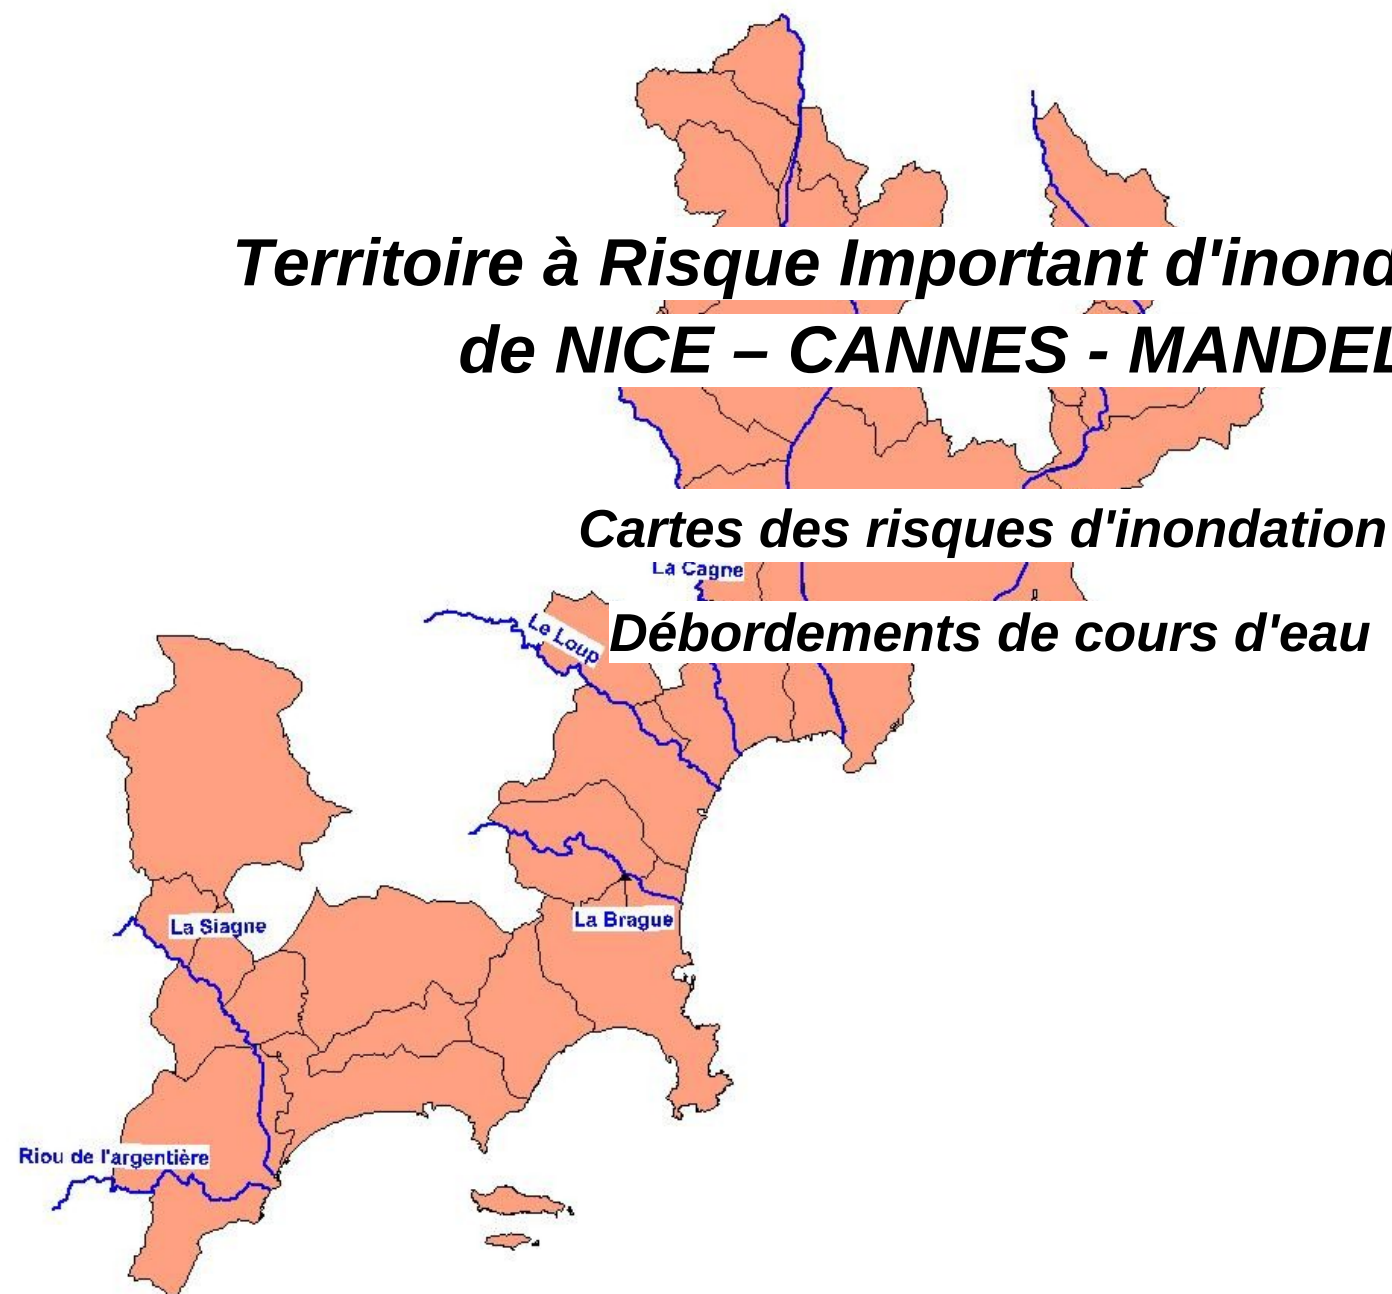 Territoire à Risque Important d'inond
de NICE – CANNES - MANDEL
Cartes des risques d'inondation
La Cagne
Le Loup
Débordements de cours d'eau
La Siagne
La Brague
Riou de l'argentière